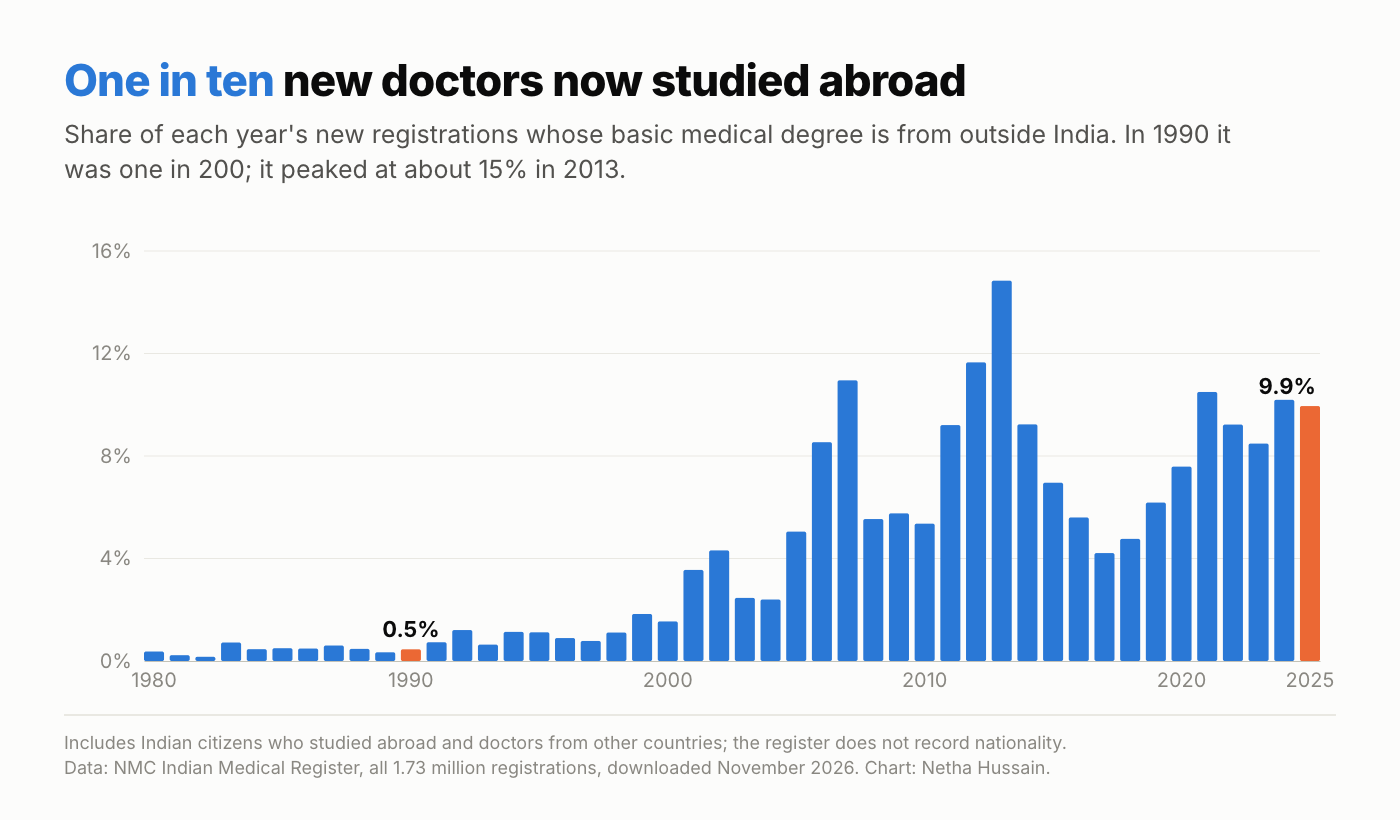 One in ten new doctors now studied abroad
Share of each year's new registrations whose basic medical degree is from outside India. In 1990 it
was one in 200; it peaked at about 15% in 2013.
16%
12%
9.9%
8%
4%
0.5%
0%
1980 1990 2000 2010 2020 2025
Includes Indian citizens who studied abroad and doctors from other countries; the register does not record nationality.
Data: NMC Indian Medical Register, all 1.73 million registrations, downloaded November 2026. Chart: Netha Hussain.